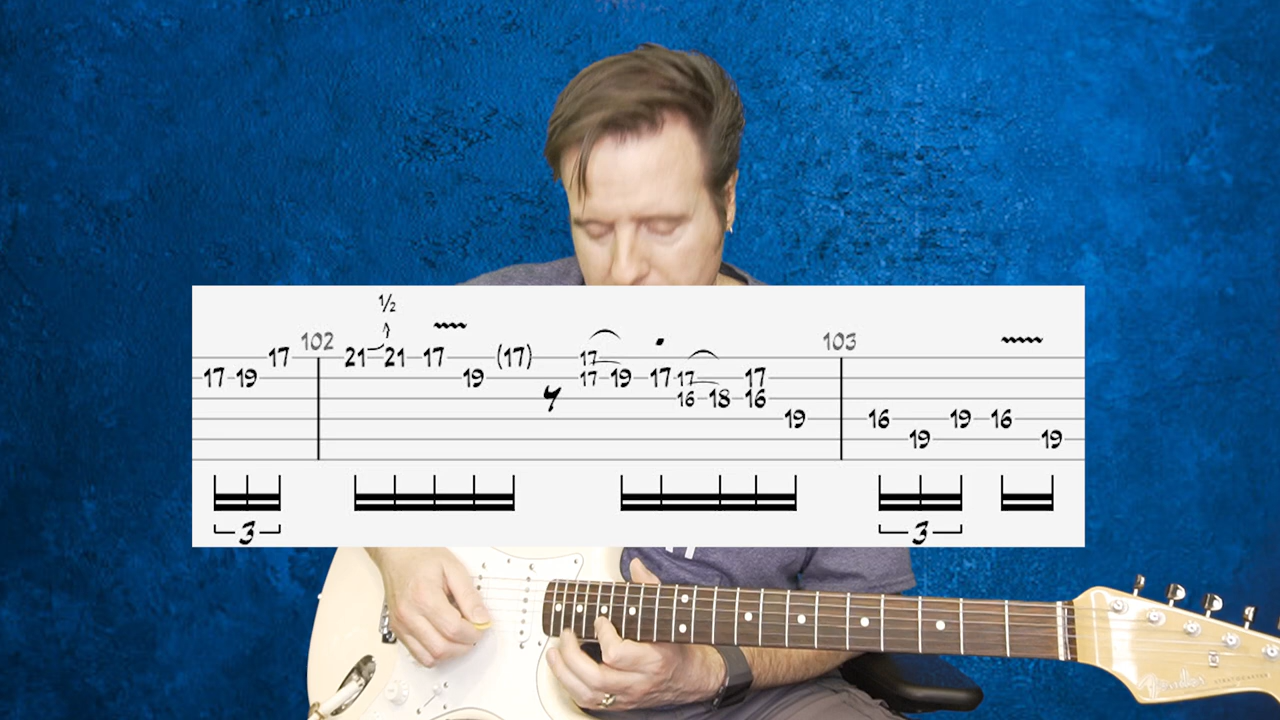 ½
102 103
17 21 21 17 (17) 17
17 19 19 17 19 17 17 17
16 18 16
19 16 19 16
19 19
3 3
STRATOCASTER